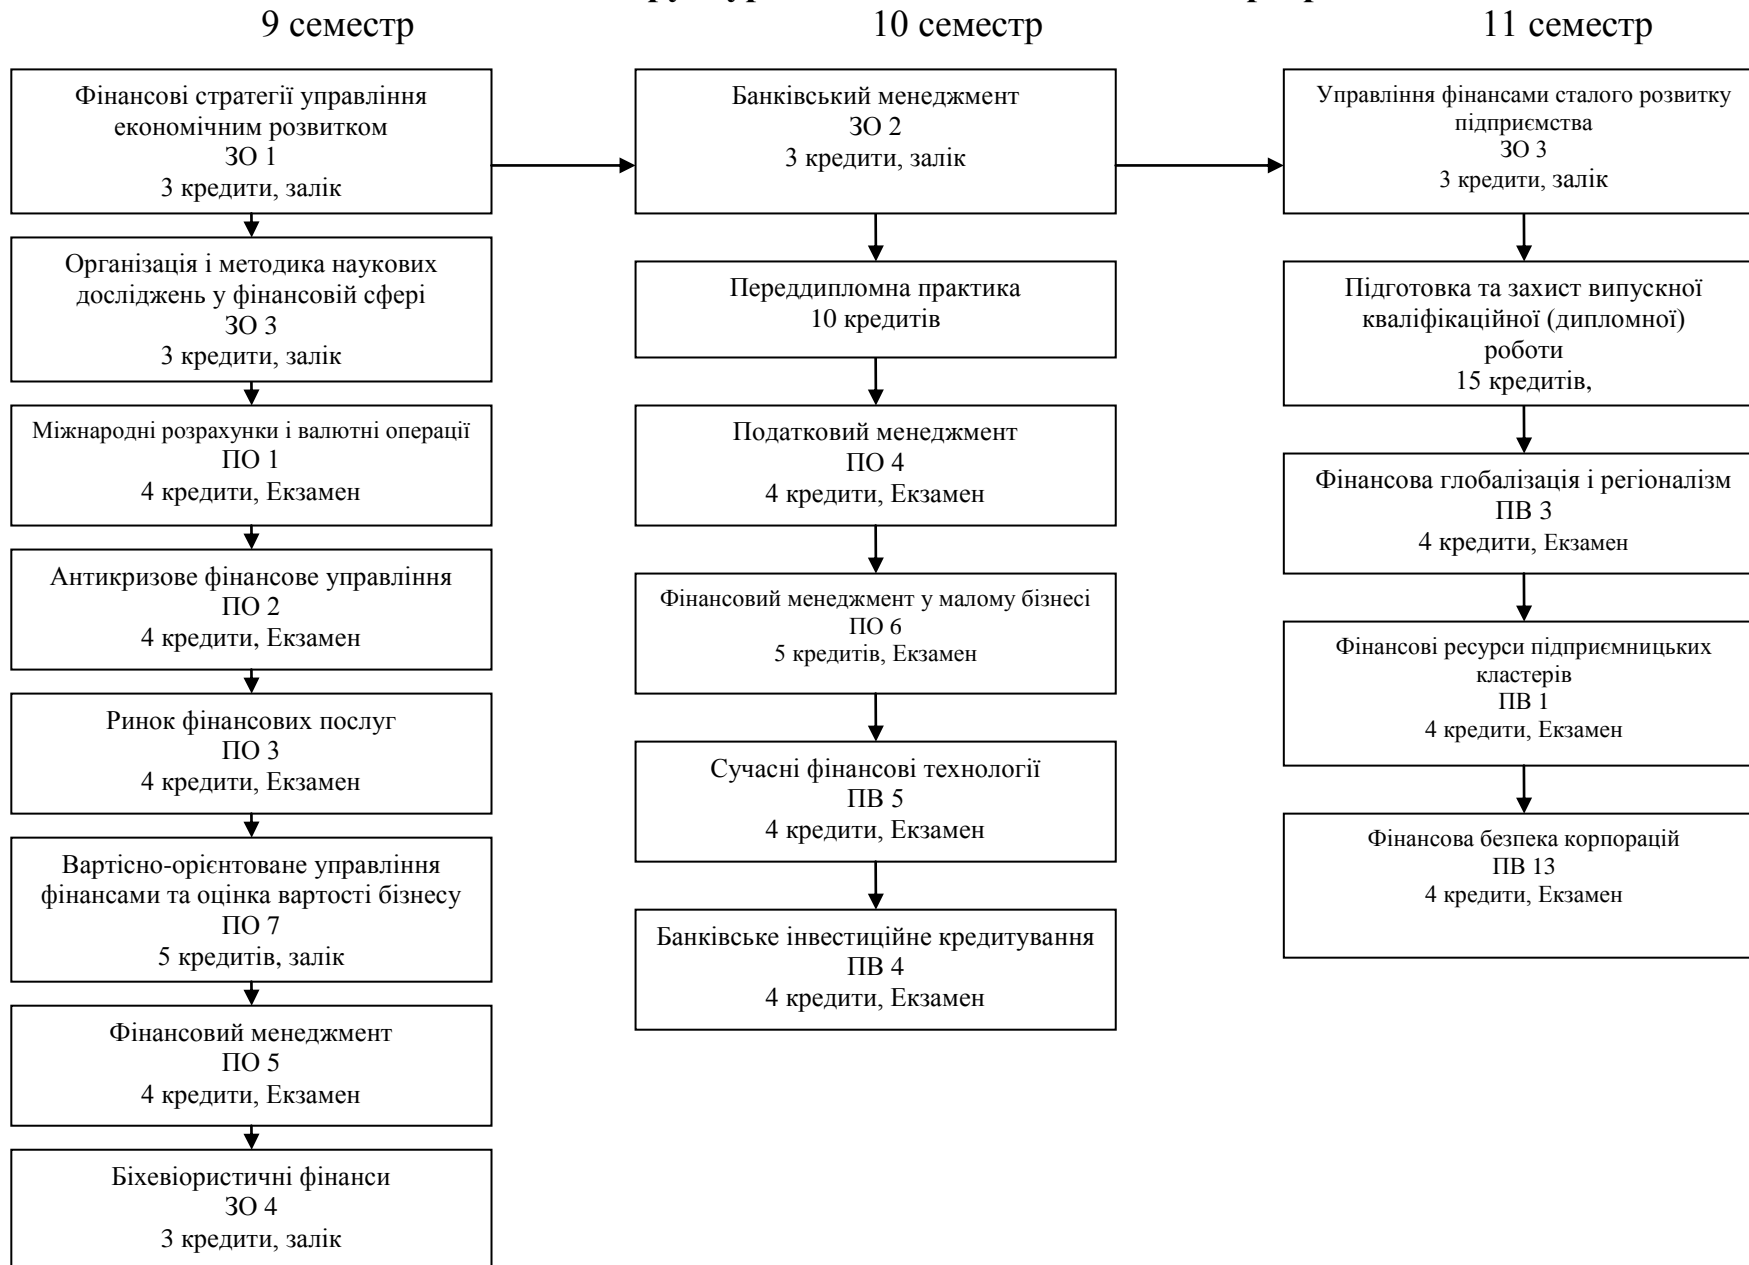 9 семестр
Фінансові стратегії управління
економічним розвитком
ЗО 1
3 кредити, залік
Організація і методика наукових
досліджень у фінансовій сфері
ЗО 3
3 кредити, залік
Міжнародні розрахунки і валютні операції
ПО 1
4 кредити, Екзамен
Антикризове фінансове управління
ПО 2
4 кредити, Екзамен
Ринок фінансових послуг
ПО 3
4 кредити, Екзамен
Вартісно-орієнтоване управління
фінансами та оцінка вартості бізнесу
ПО 7
5 кредитів, залік
Фінансовий менеджмент
ПО 5
4 кредити, Екзамен
Біхевіористичні фінанси
ЗО 4
3 кредити, залік
10 семестр
Банківський менеджмент
ЗО 2
3 кредити, залік
Переддипломна практика
10 кредитів
Податковий менеджмент
ПО 4
4 кредити, Екзамен
Фінансовий менеджмент у малому бізнесі
ПО 6
5 кредитів, Екзамен
Сучасні фінансові технології
ПВ 5
4 кредити, Екзамен
Банківське інвестиційне кредитування
ПВ 4
4 кредити, Екзамен
11 семестр
Управління фінансами сталого розвитку
підприємства
ЗО 3
3 кредити, залік
Підготовка та захист випускної
кваліфікаційної (дипломної)
роботи
15 кредитів,
Фінансова глобалізація і регіоналізм
ПВ 3
4 кредити, Екзамен
Фінансові ресурси підприємницьких
кластерів
ПВ 1
4 кредити, Екзамен
Фінансова безпека корпорацій
ПВ 13
4 кредити, Екзамен